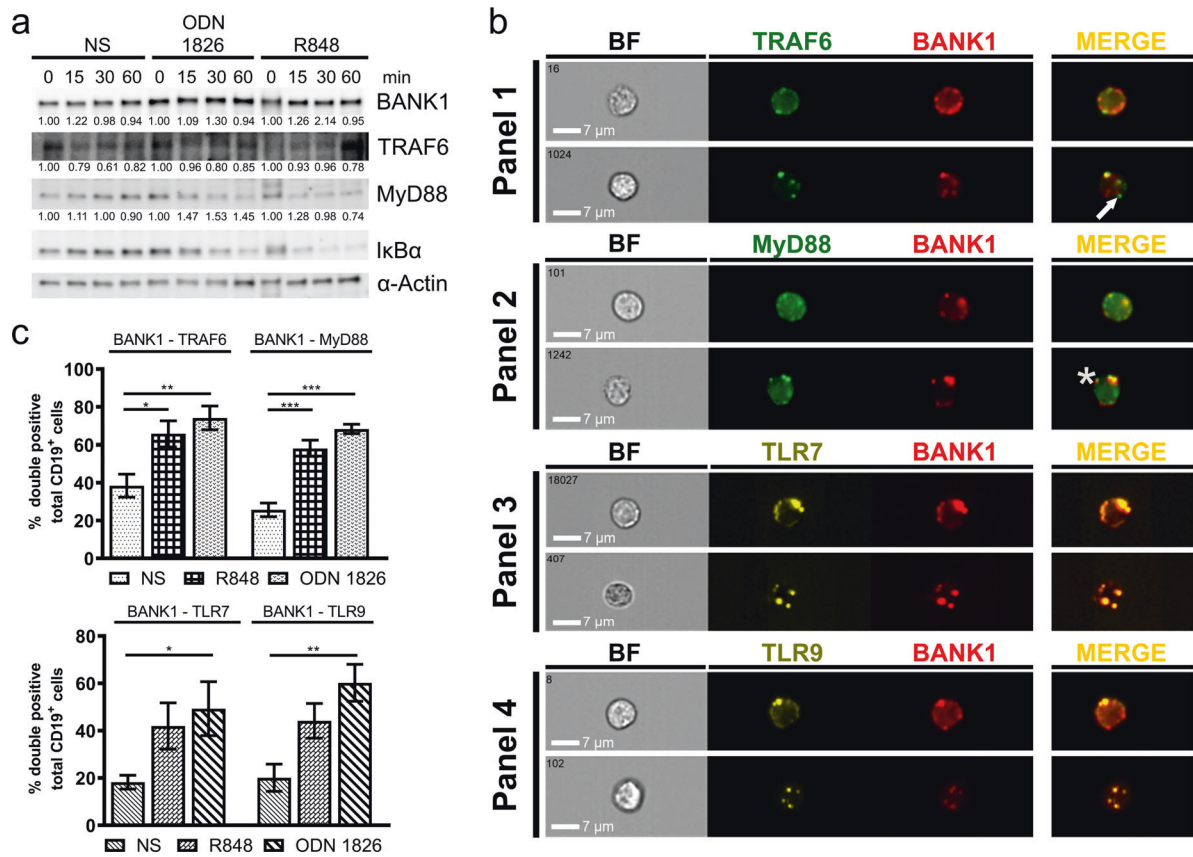 a
NS
ODN
1826
R848
0 15 30 60 0 15 30 60 0 15 30 60 min
BANK1
1.00 1.22 0.98 0.94 1.00 1.09 1.30 0.94 1.00 1.26 2.14 0.95
TRAF6
1.00 0.79 0.61 0.82 1.00 0.96 0.80 0.85 1.00 0.93 0.96 0.78
MyD88
1.00 1.11 1.00 0.90 1.00 1.47 1.53 1.45 1.00 1.28 0.98 0.74
IκBα
α-Actin
b
BF TRAF6 BANK1 MERGE
Panel 1
16
7 µm
1024
7 µm
BF MyD88 BANK1 MERGE
Panel 2
101
7 µm
1242
7 µm
*
BF TLR7 BANK1 MERGE
Panel 3
18027
7 µm
407
7 µm
BF TLR9 BANK1 MERGE
Panel 4
8
7 µm
102
7 µm
c
BANK1 - TRAF6 BANK1 - MyD88
% double positive
total CD19+ cells
100
80
60
40
20
0
** ***
* ***
NS R848 ODN 1826
BANK1 - TLR7 BANK1 - TLR9
% double positive
total CD19+ cells
80
60
40
20
0
* **
NS R848 ODN 1826